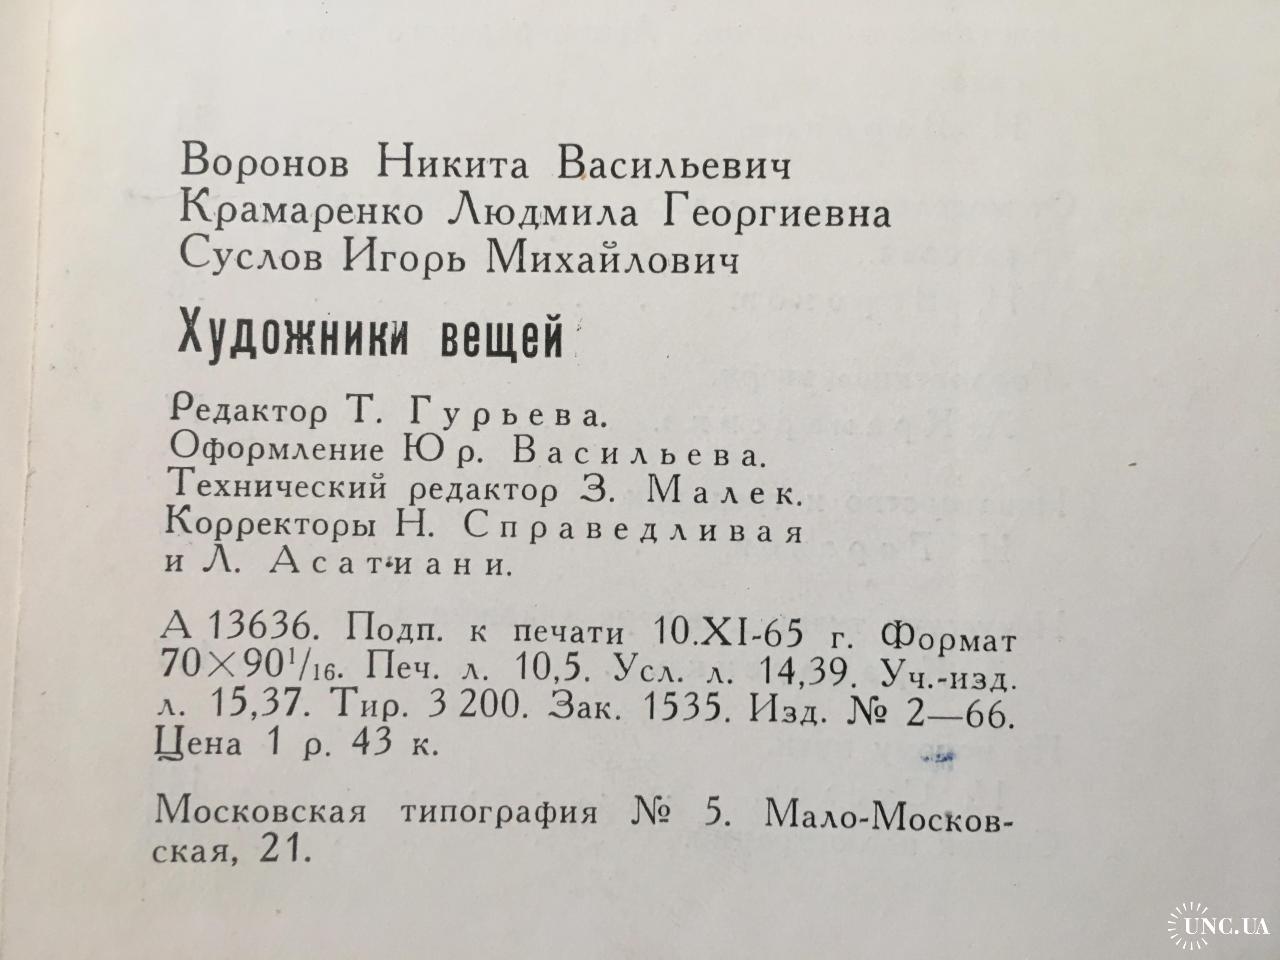 Воронов Никита Васильевич
Крамаренко Людмила Георгиевна
Суслов Игорь Михайлович
Художники вещей
Редактор Т. Гурьева.
Оформление Юр. Васильева.
Технический редактор З. Малек.
Корректоры Н. Справедливая
и Л. Асатиани.
А 13636. Подп. к печати 10.XI-65 г. Формат
70×90¹/₁₆. Печ. л. 10,5. Усл. л. 14,39. Уч.-изд.
л. 15,37. Тир. 3 200. Зак. 1535. Изд. № 2—66.
Цена 1 р. 43 к.
Московская типография № 5. Мало-Москов-
ская, 21.
UNC.UA